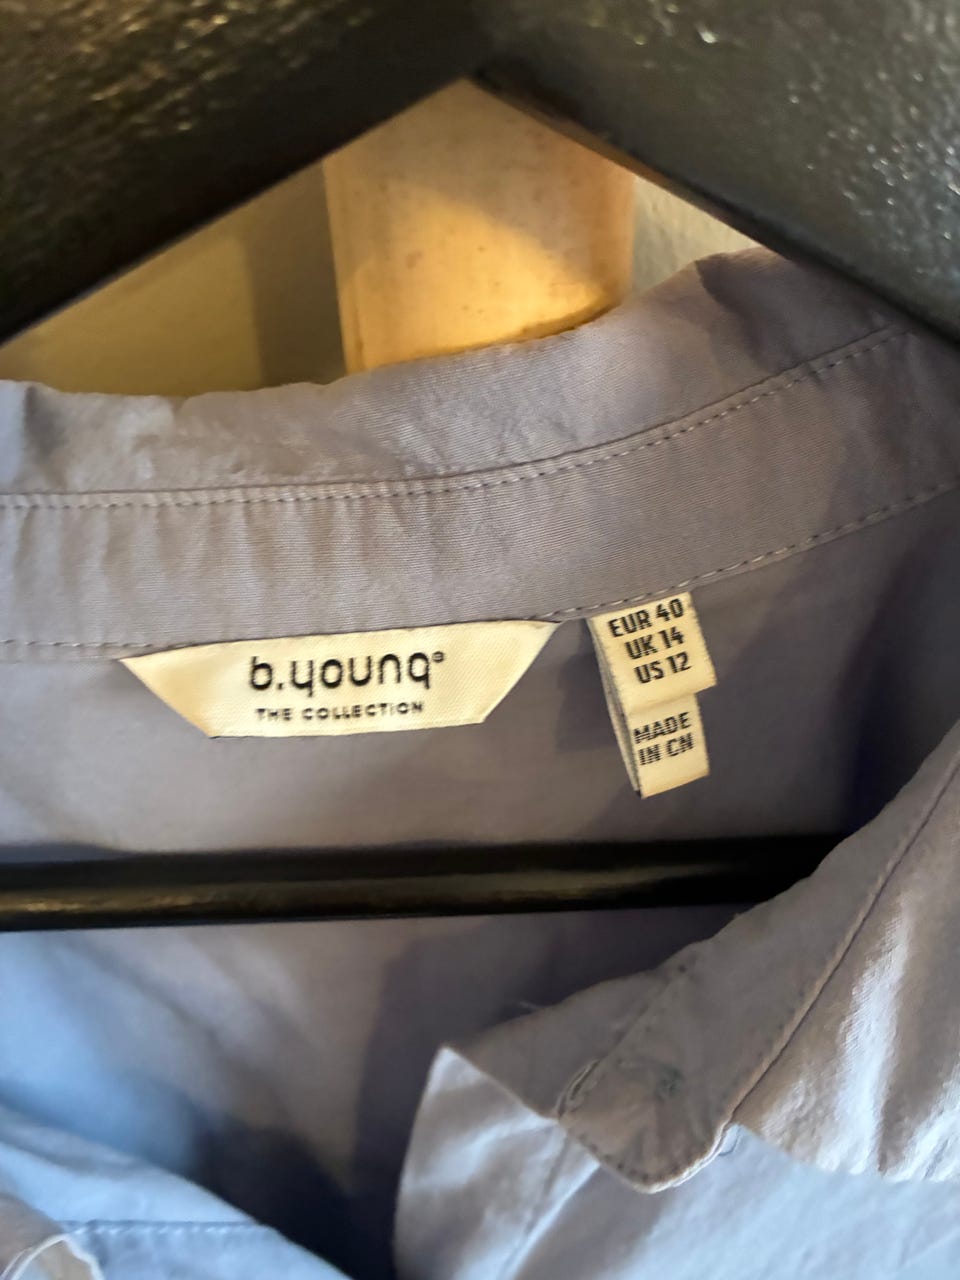 b.young®
THE COLLECTION
EUR 40
UK 14
US 12
MADE
IN CN